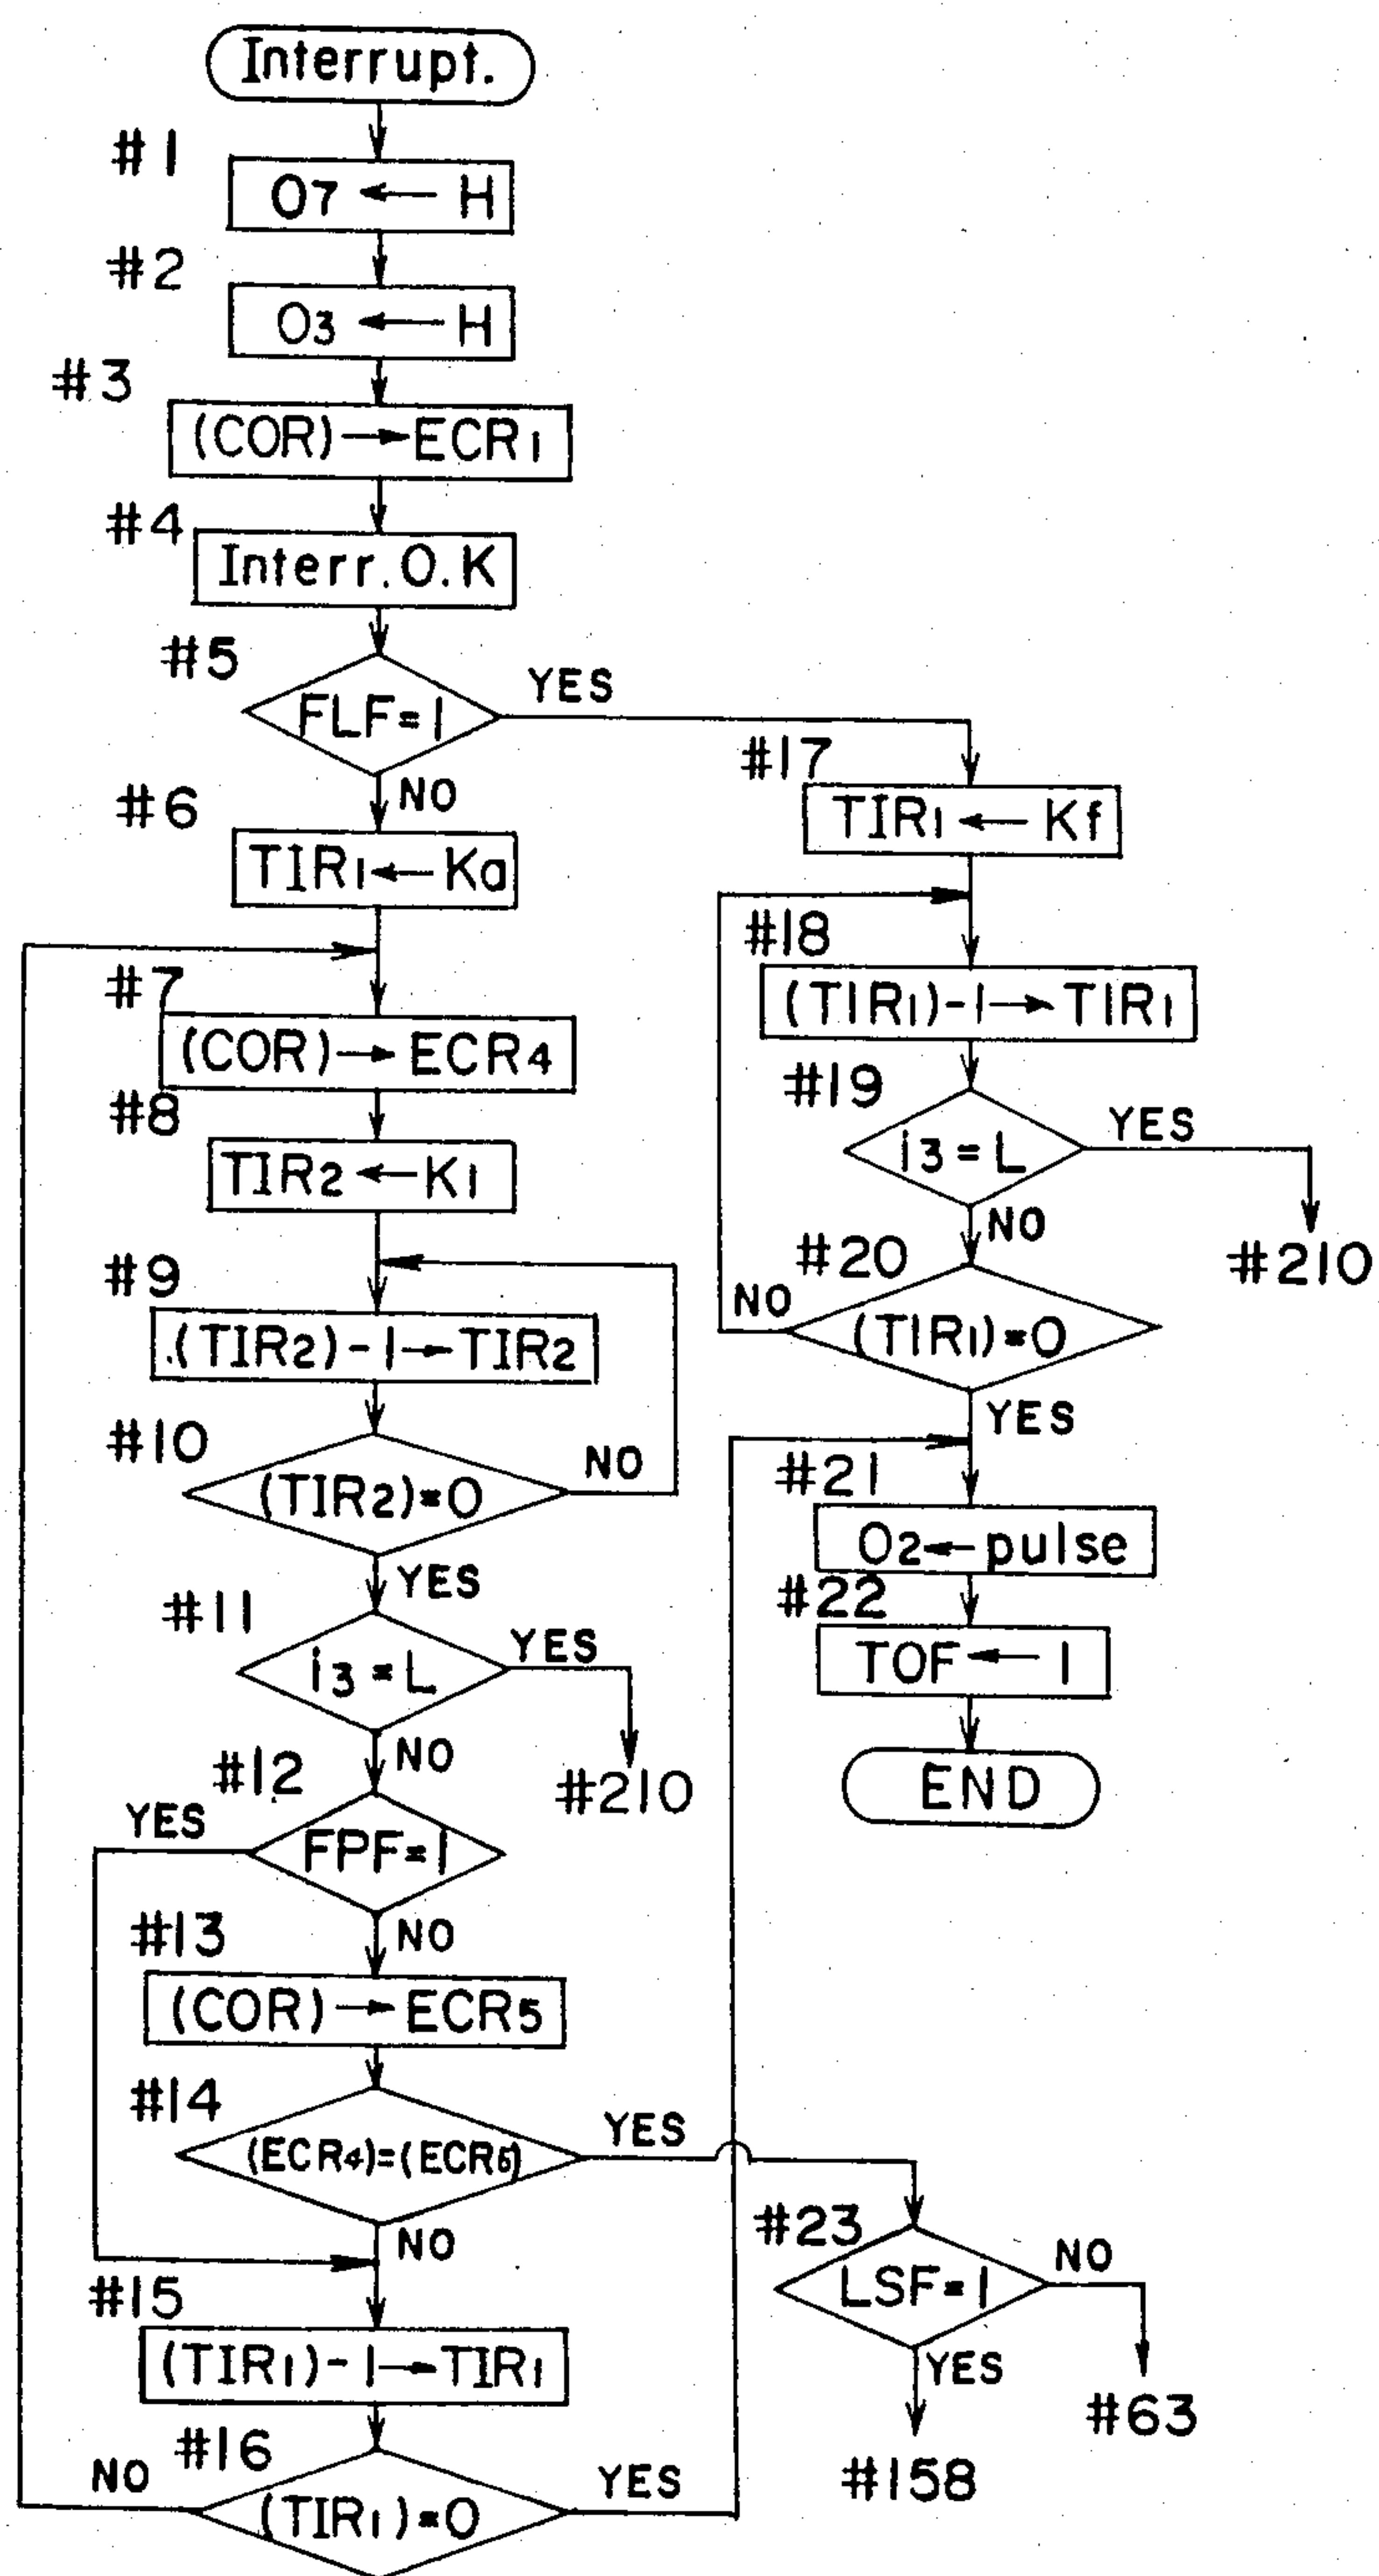 Interrupt.
#1
O7 ← H
#2
O3 ← H
#3
(COR) → ECR1
#4
Interr. O. K
#5
FLF = 1
YES
NO
#6
TIR1 ← Ka
#7
(COR) → ECR4
#8
TIR2 ← K1
#9
(TIR2) - 1 → TIR2
#10
(TIR2) = 0
NO
YES
#11
i3 = L
YES
NO
#210
#12
FPF = 1
YES
NO
#13
(COR) → ECR5
#14
(ECR4) = (ECR5)
YES
NO
#15
(TIR1) - 1 → TIR1
#16
(TIR1) = 0
NO
YES
#17
TIR1 ← Kf
#18
(TIR1) - 1 → TIR1
#19
i3 = L
YES
NO
#210
#20
(TIR1) = 0
NO
YES
#21
O2 ← pulse
#22
TOF ← 1
END
#23
LSF = 1
NO
YES
#63
#158